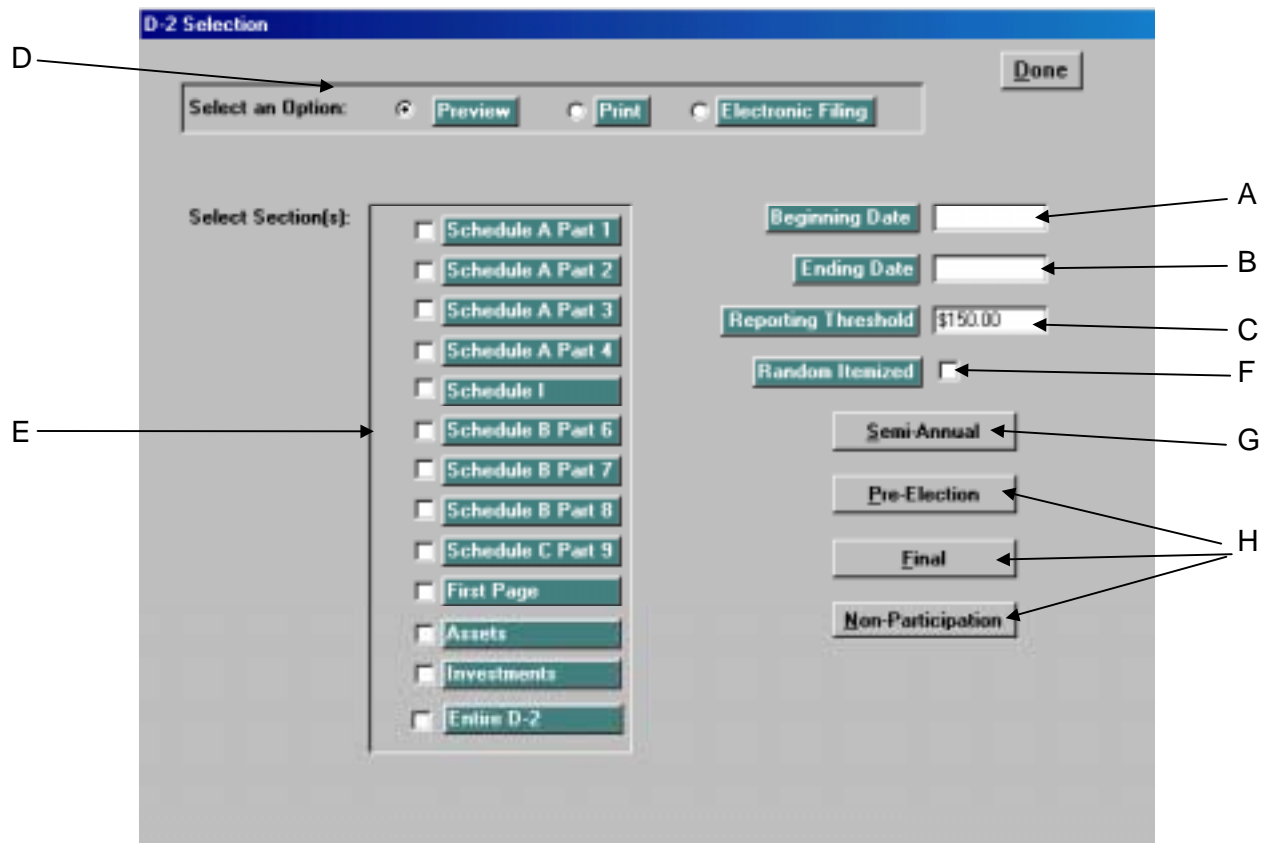 D-2 Selection
D
Done
Select an Option: Preview Print Electronic Filing
Select Section(s):
Schedule A Part 1
Schedule A Part 2
Schedule A Part 3
Schedule A Part 4
Schedule I
Schedule B Part 6
Schedule B Part 7
Schedule B Part 8
Schedule C Part 9
First Page
Assets
Investments
Entire D-2
E
Beginning Date
A
Ending Date
B
Reporting Threshold $150.00
C
Random Itemized
F
Semi-Annual
G
Pre-Election
Final
H
Non-Participation